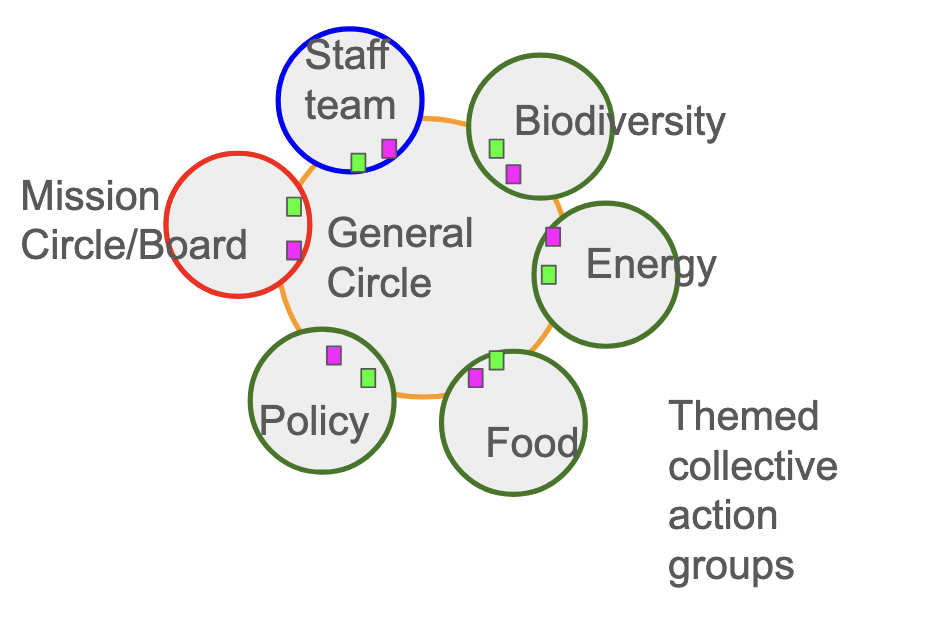 Staff
team
Biodiversity
Mission
Circle/Board
General
Circle
Energy
Policy
Food
Themed
collective
action
groups